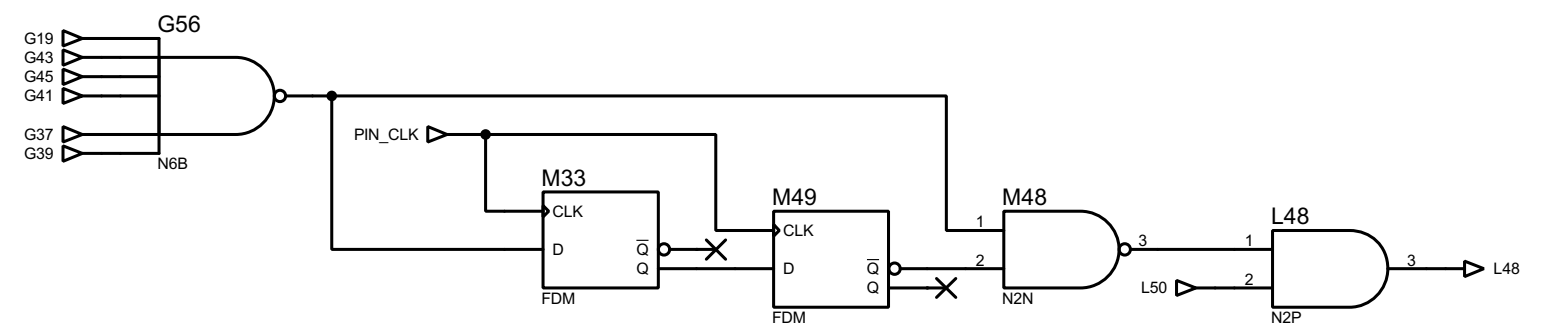 G56
G19
G43
G45
G41
G37
G39
N6B
PIN_CLK
M33
CLK
D
Q
Q
FDM
M49
CLK
D
Q
Q
FDM
M48
1
2
3
N2N
L48
1
L50
2
3
L48
N2P